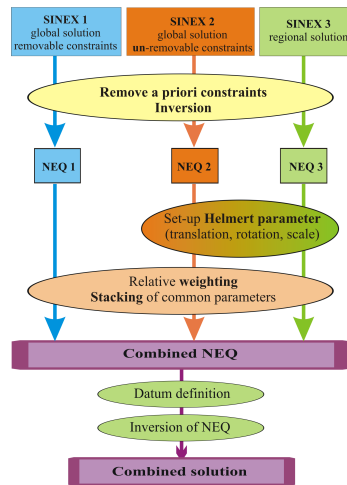 SINEX 1
global solution
removable constraints
SINEX 2
global solution
un-removable constraints
SINEX 3
regional solution
Remove a priori constraints
Inversion
NEQ 1
NEQ 2
NEQ 3
Set-up Helmert parameter
(translation, rotation, scale)
Relative weighting
Stacking of common parameters
Combined NEQ
Datum definition
Inversion of NEQ
Combined solution